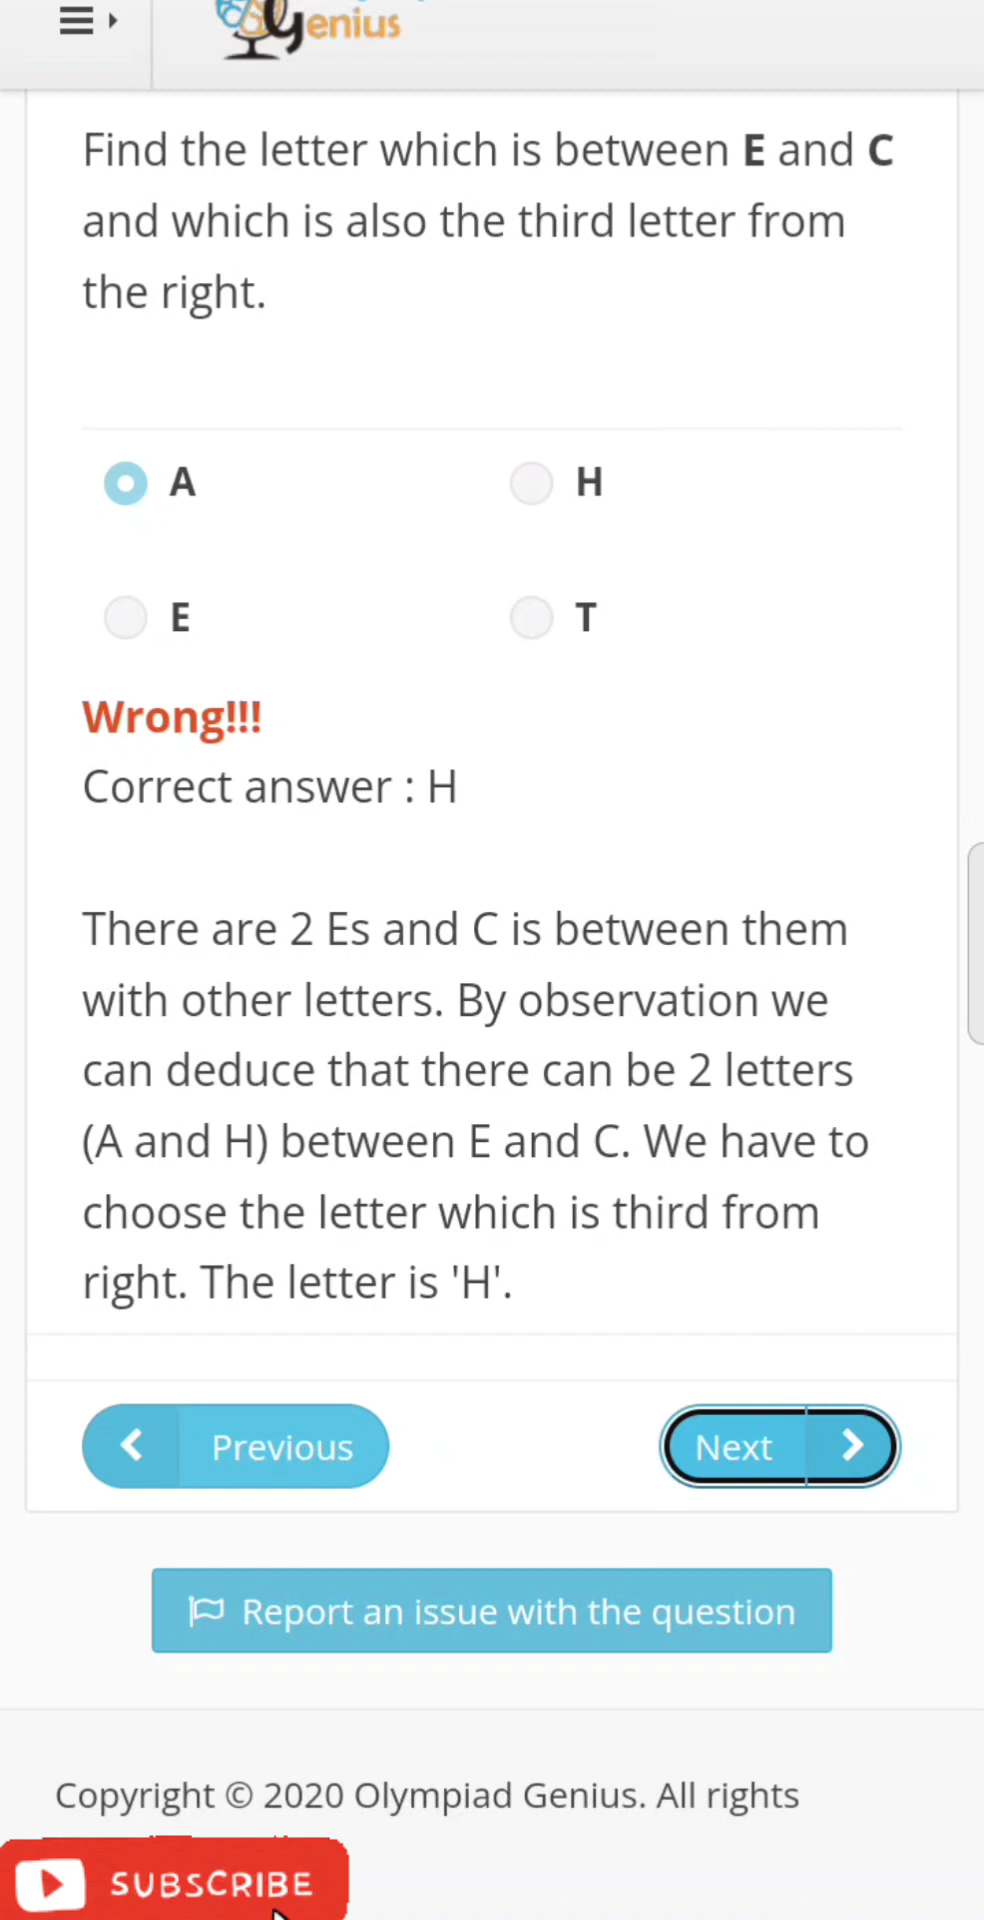 Genius
Find the letter which is between E and C
and which is also the third letter from
the right.
A
H
E
T
Wrong!!!
Correct answer : H
There are 2 Es and C is between them
with other letters. By observation we
can deduce that there can be 2 letters
(A and H) between E and C. We have to
choose the letter which is third from
right. The letter is 'H'.
Previous
Next
Report an issue with the question
Copyright © 2020 Olympiad Genius. All rights
SUBSCRIBE